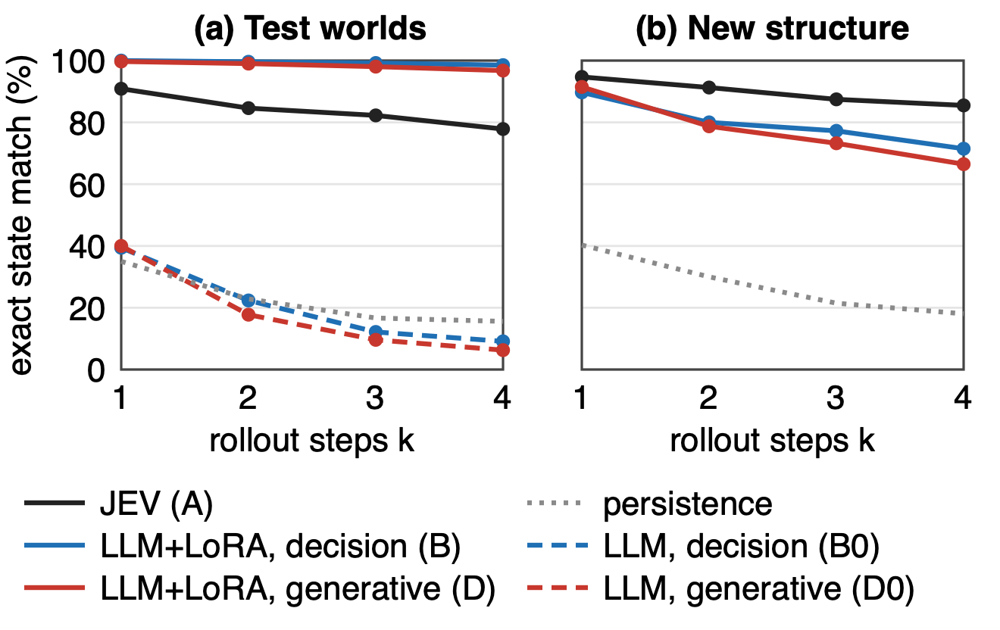 (a) Test worlds
(b) New structure
exact state match (%)
100
80
60
40
20
0
1 2 3 4
1 2 3 4
rollout steps k
rollout steps k
JEV (A)
LLM+LoRA, decision (B)
LLM+LoRA, generative (D)
persistence
LLM, decision (B0)
LLM, generative (D0)